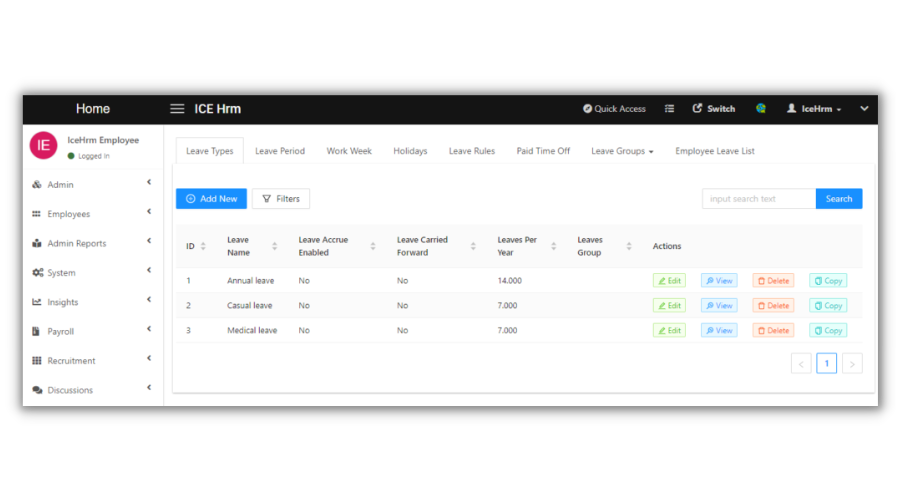 Home
ICE Hrm
Quick Access
Switch
IceHrm
IE
IceHrm Employee
Logged In
Admin
Employees
Admin Reports
System
Insights
Payroll
Recruitment
Discussions
Leave Types Leave Period Work Week Holidays Leave Rules Paid Time Off Leave Groups Employee Leave List
Add New Filters
input search text Search
ID Leave Name Leave Accrue Enabled Leave Carried Forward Leaves Per Year Leaves Group Actions
1 Annual leave No No 14.000 Edit View Delete Copy
2 Casual leave No No 7.000 Edit View Delete Copy
3 Medical leave No No 7.000 Edit View Delete Copy
< 1 >